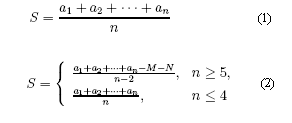 S = \frac{a_1 + a_2 + \cdots + a_n}{n} (1)
S = \begin{cases} \frac{a_1+a_2+\cdots+a_n-M-N}{n-2}, & n \geq 5, \\ \frac{a_1+a_2+\cdots+a_n}{n}, & n \leq 4 \end{cases} (2)